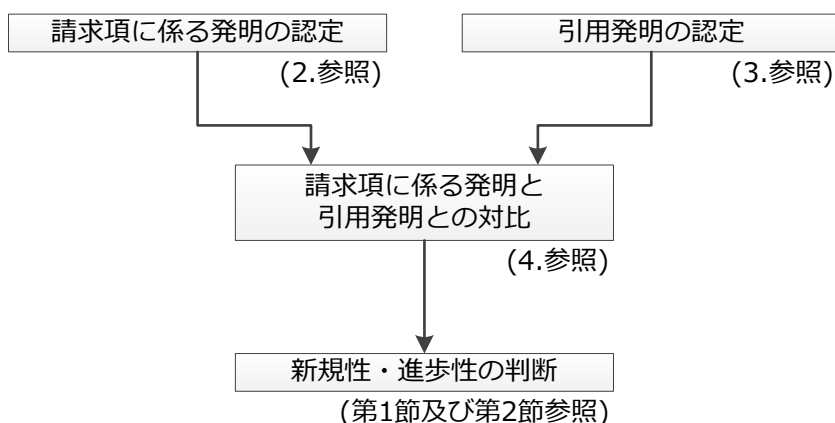 請求項に係る発明の認定
(2.参照)
引用発明の認定
(3.参照)
請求項に係る発明と
引用発明との対比
(4.参照)
新規性・進歩性の判断
(第1節及び第2節参照)